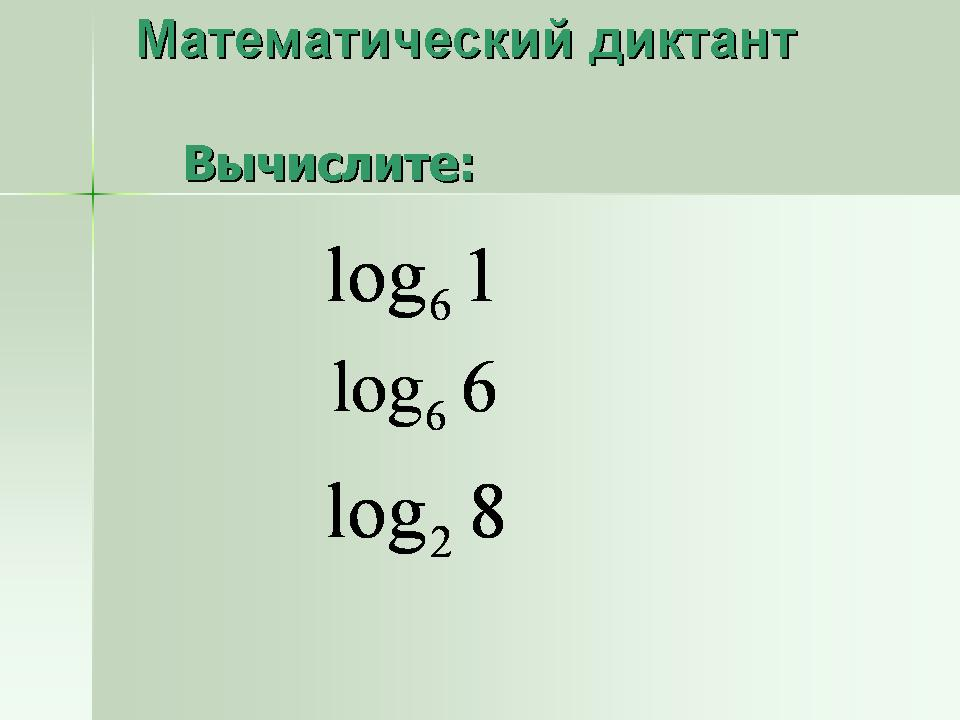 Математический диктант
Вычислите:
log₆ 1
log₆ 6
log₂ 8